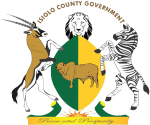 ISIOLO COUNTY GOVERNMENT
Peace and Prosperity